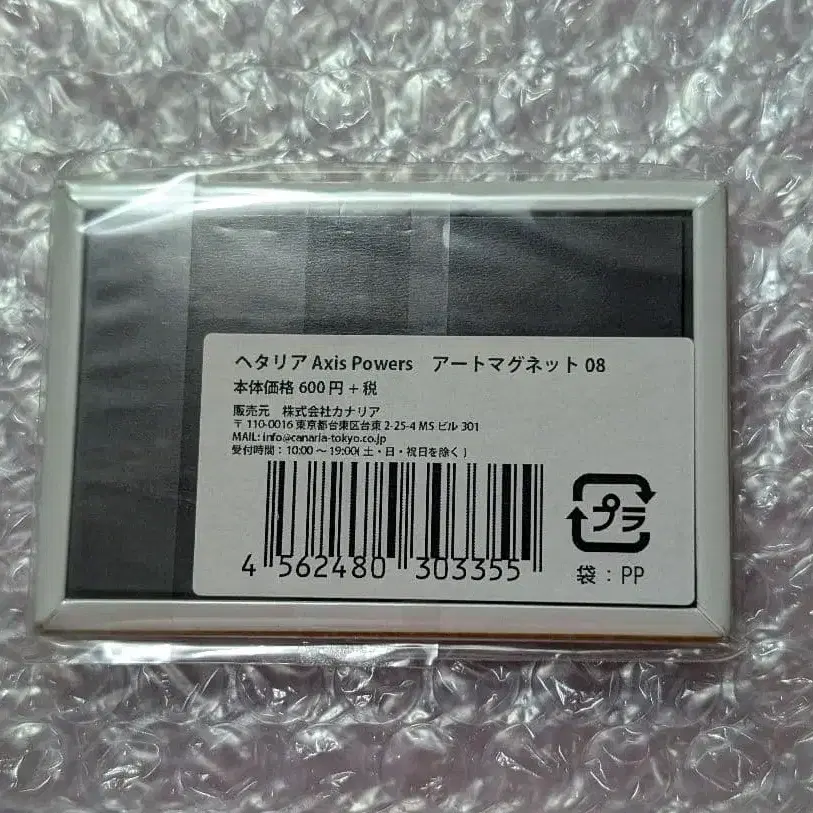 ヘタリア Axis Powers　アートマグネット 08
本体価格 600 円 + 税
販売元　株式会社カナリア
〒 110-0016 東京都台東区台東 2-25-4 MS ビル 301
MAIL: info@canaria-tokyo.co.jp
受付時間：10:00 ～ 19:00( 土・日・祝日を除く )
4 562480 303355
プラ
袋：PP